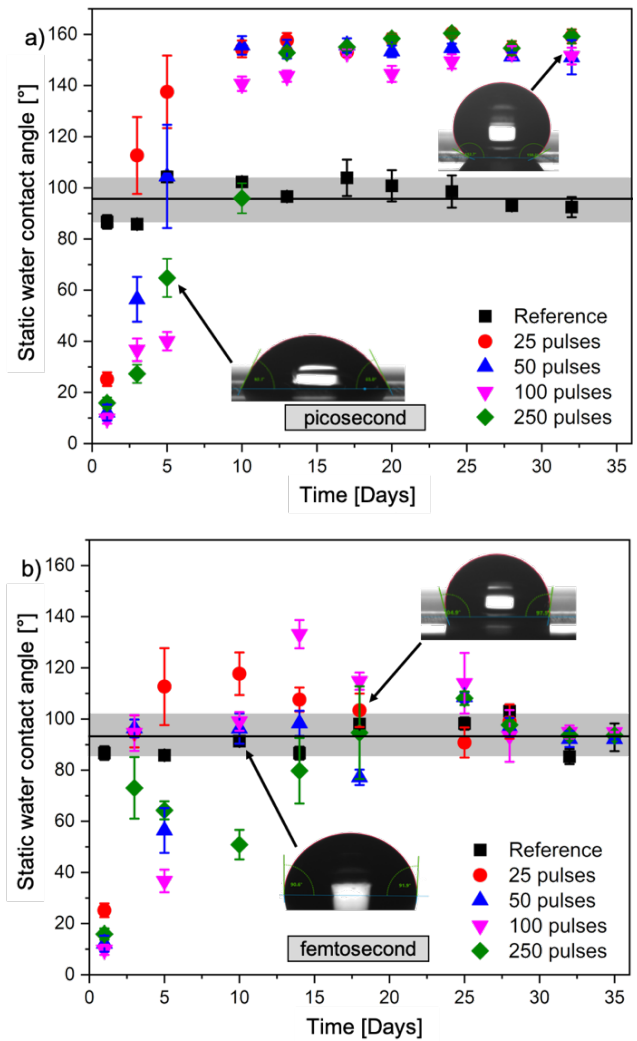 a)
160
140
120
100
80
60
40
20
0
Static water contact angle [°]
Reference
25 pulses
50 pulses
100 pulses
250 pulses
picosecond
0 5 10 15 20 25 30 35
Time [Days]
b)
160
140
120
100
80
60
40
20
0
Static water contact angle [°]
Reference
25 pulses
50 pulses
100 pulses
250 pulses
femtosecond
0 5 10 15 20 25 30 35
Time [Days]